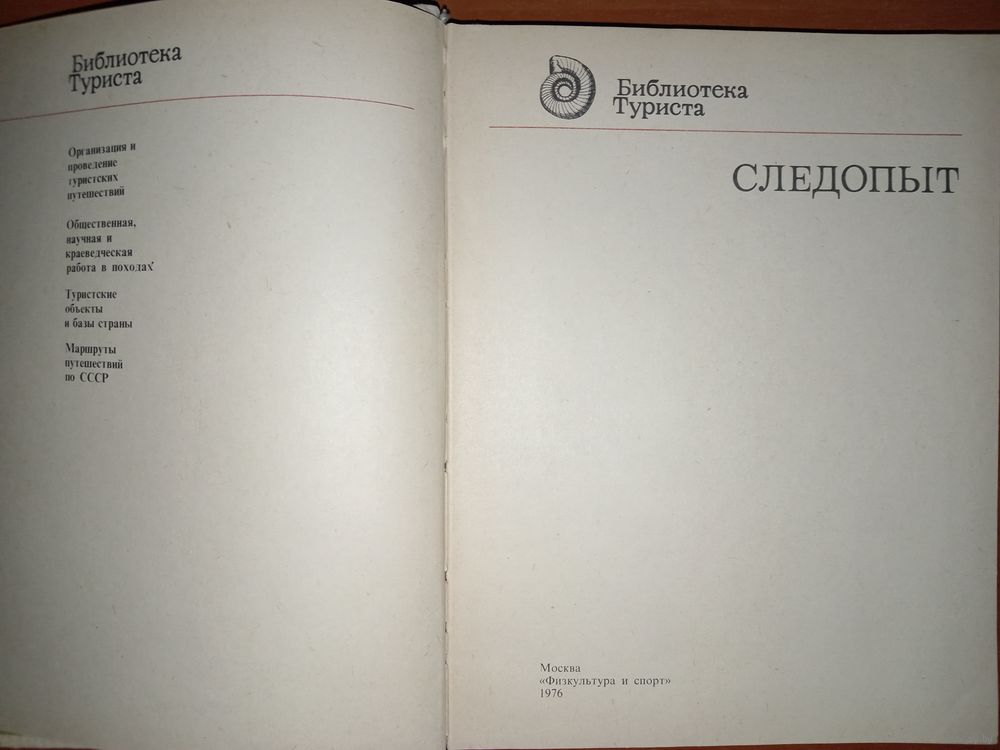 Библиотека
Туриста
Организация и
проведение
туристских
путешествий
Общественная,
научная и
краеведческая
работа в походах
Туристские
объекты
и базы страны
Маршруты
путешествий
по СССР
Библиотека
Туриста
СЛЕДОПЫТ
Москва
«Физкультура и спорт»
1976